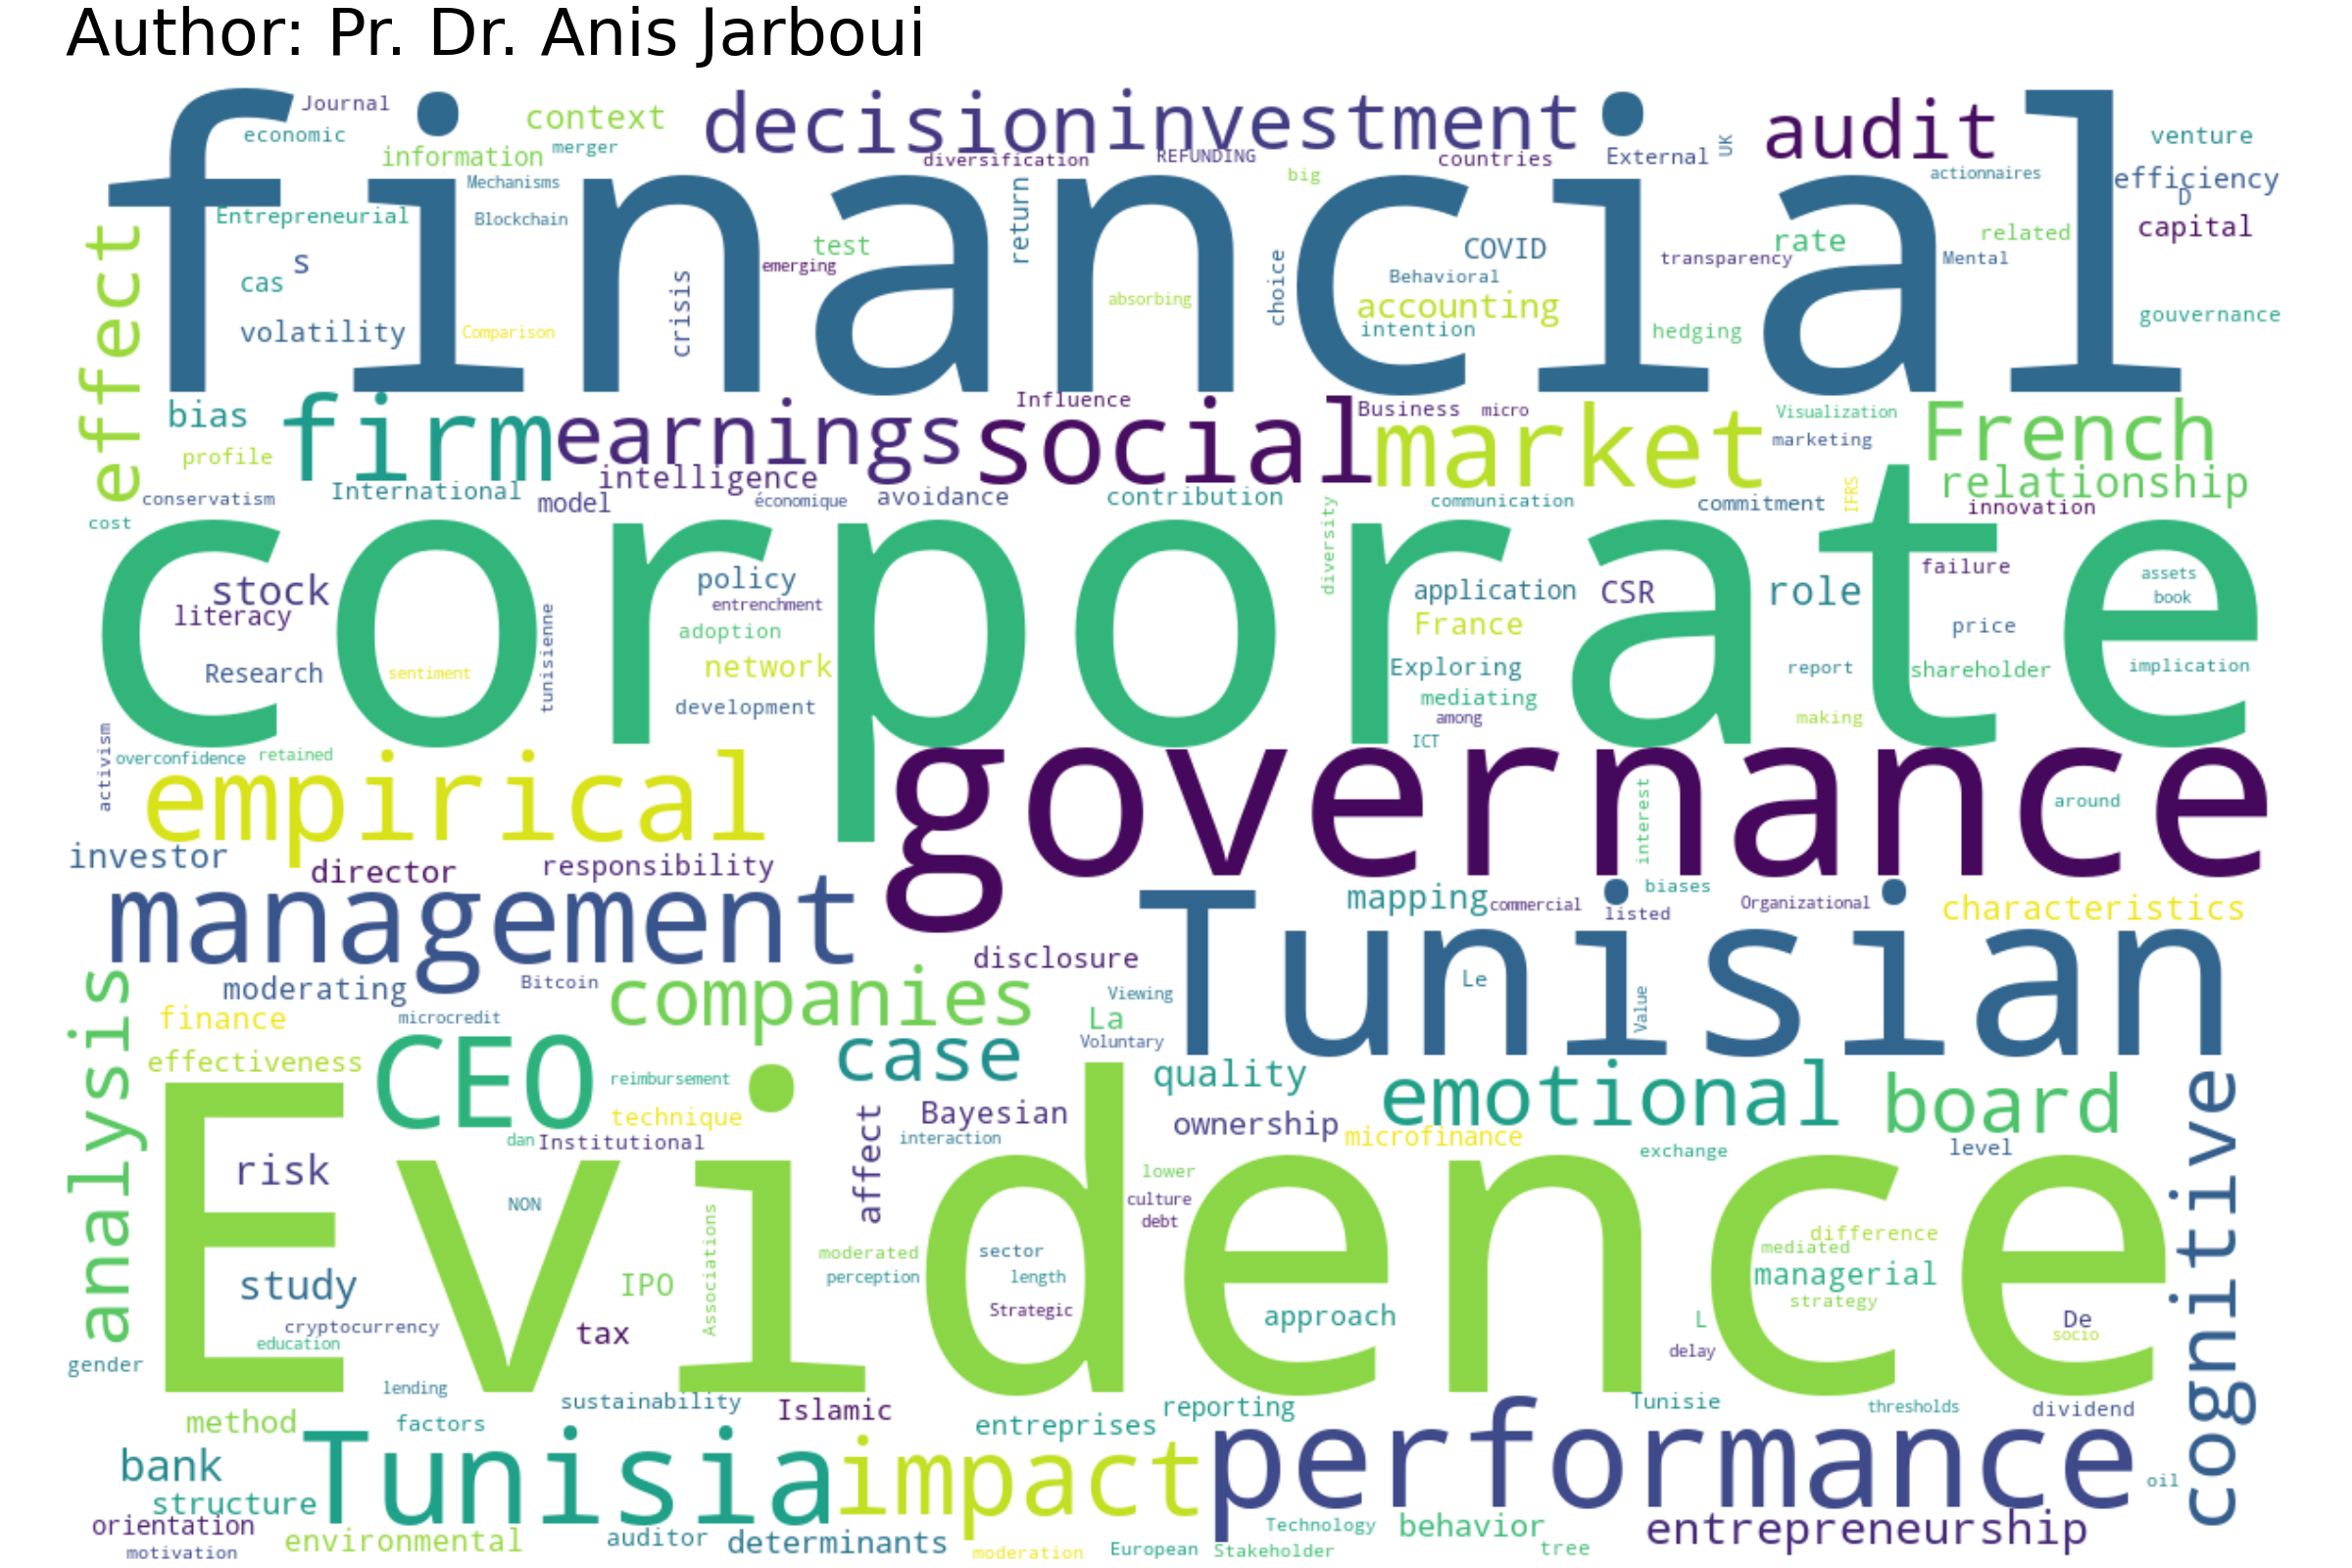 Author: Pr. Dr. Anis Jarboui
financial
Journal
economic
context
information
merger
decision
investment
diversification
REFUNDING
countries
External
UK
audit
venture
efficiency
D
actionnaires
capital
Mechanisms
Entrepreneurial
Blockchain
big
return
effect
s
cas
test
emerging
crisis
volatility
Comparison
absorbing
choice
COVID
Behavioral
accounting
intention
transparency
rate
related
Mental
hedging
gouvernance
bias
firm
earnings
Influence
social
Business
micro
market
Visualization
marketing
French
profile
intelligence
relationship
conservatism
International
model
économique
avoidance
contribution
communication
commitment
IFRS
innovation
cost
corporate
diversity
stock
literacy
policy
entrenchment
adoption
network
development
tunisienne
Research
sentiment
application
CSR
role
failure
assets
book
France
price
Exploring
mediating
among
ICT
report
shareholder
implication
making
activism
overconfidence
retained
empirical
governance
interest
around
investor
director
responsibility
management
mapping
commercial
biases
listed
Organizational
characteristics
Tunisian
disclosure
moderating
Bitcoin
companies
Viewing
Le
Value
analysis
finance
microcredit
La
Voluntary
effectiveness
CEO
case
reimbursement
technique
quality
emotional
board
cognitive
dan
Institutional
affect
Bayesian
interaction
ownership
microfinance
exchange
level
Evidence
risk
NON
lower
culture
debt
Associations
moderated
perception
sector
length
Strategic
difference
mediated
managerial
strategy
study
IPO
approach
cryptocurrency
education
tax
L
delay
De
socio
gender
lending
sustainability
Islamic
method
factors
entreprises
reporting
Tunisie
thresholds
dividend
bank
Tunisia
impact
performance
oil
structure
orientation
motivation
environmental
auditor
determinants
moderation
European
Technology
Stakeholder
behavior
tree
entrepreneurship